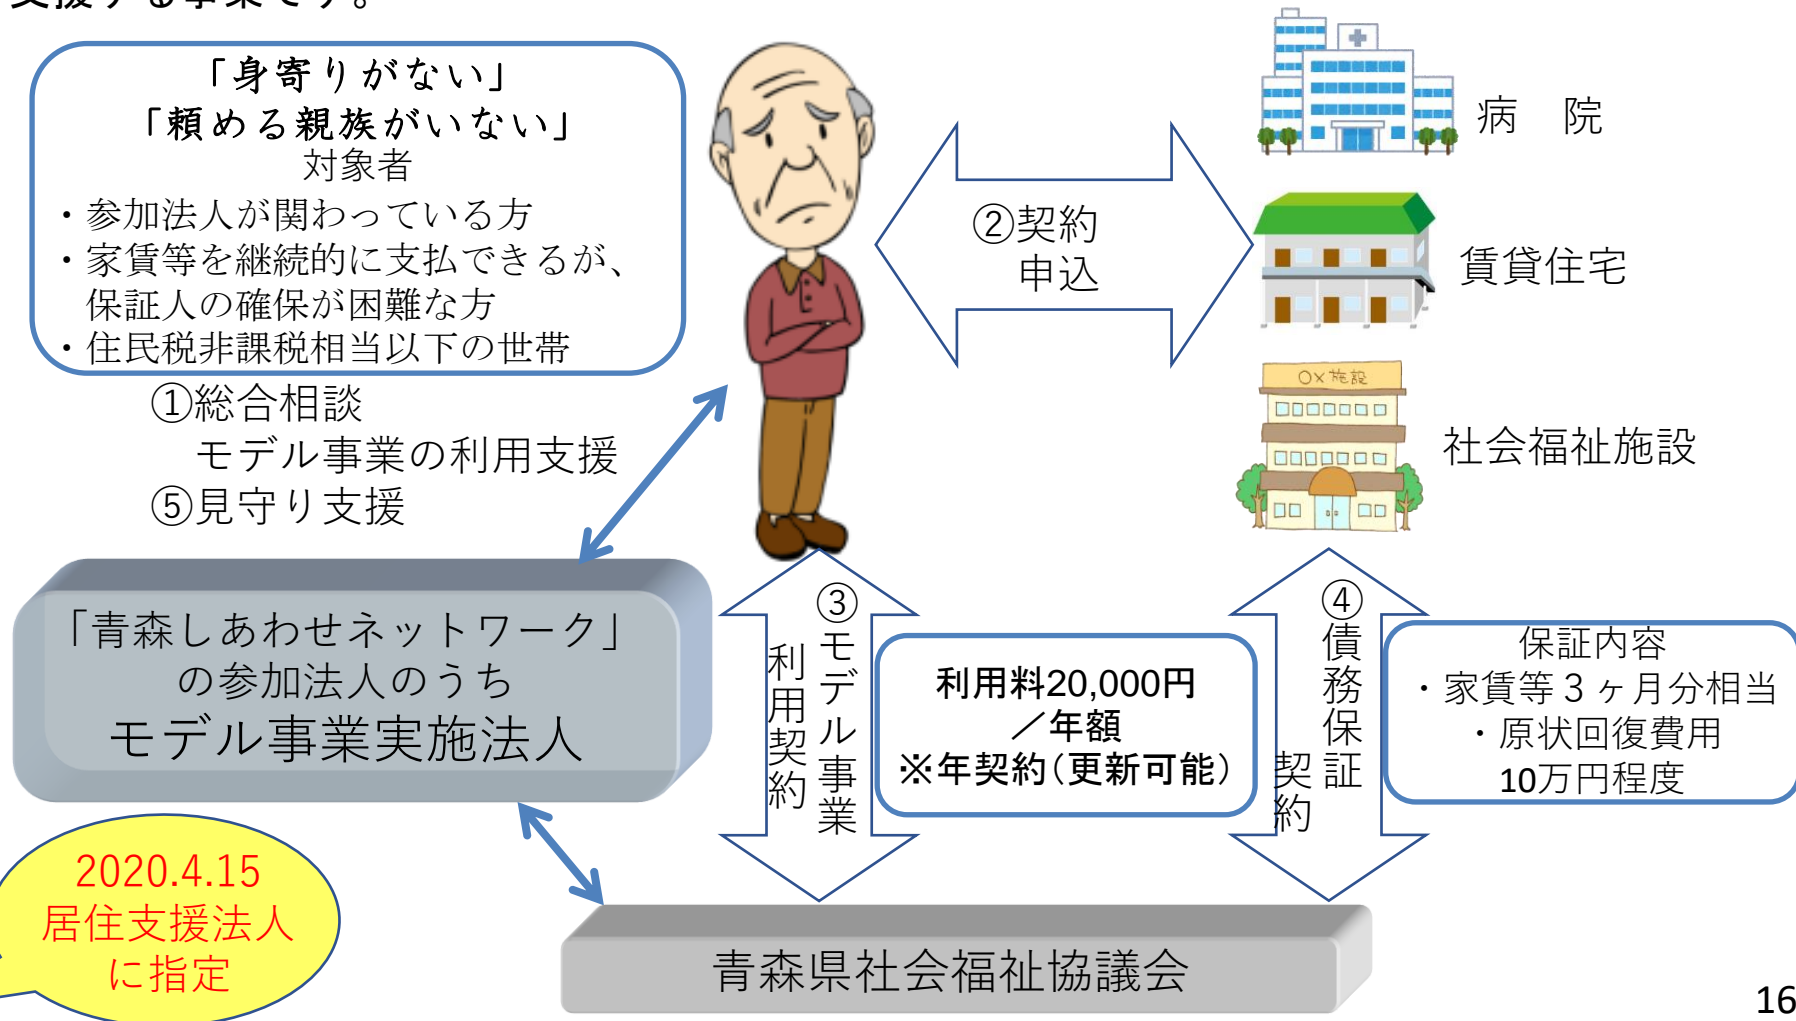 支援する事業です。
「身寄りがない」
「頼める親族がいない」
対象者
・参加法人が関わっている方
・家賃等を継続的に支払できるが、
保証人の確保が困難な方
・住民税非課税相当以下の世帯
①総合相談
モデル事業の利用支援
⑤見守り支援
②契約
申込
病　院
賃貸住宅
○×施設
社会福祉施設
「青森しあわせネットワーク」
の参加法人のうち
モデル事業実施法人
③モデル事業
利用契約
利用料20,000円
／年額
※年契約(更新可能)
④債務保証
契約
保証内容
・家賃等３ヶ月分相当
・原状回復費用
10万円程度
2020.4.15
居住支援法人
に指定
青森県社会福祉協議会
16